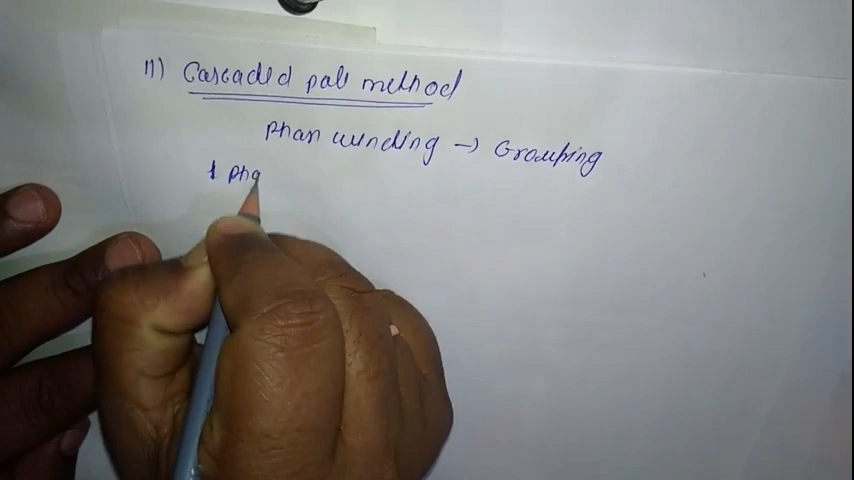 11) Cascaded pole method
Phase winding → Grouping
1 pha